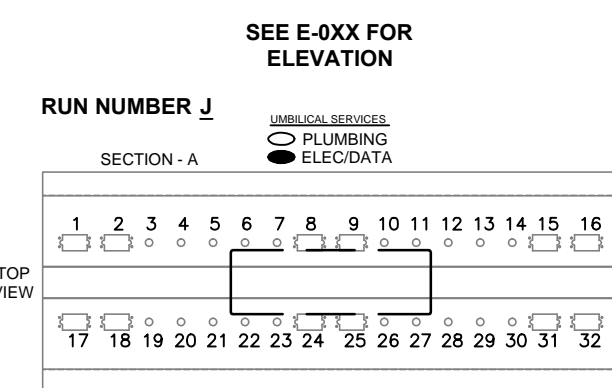 SEE E-0XX FOR
ELEVATION
RUN NUMBER J
UMBILICAL SERVICES
PLUMBING
ELEC/DATA
SECTION - A
1 2 3 4 5 6 7 8 9 10 11 12 13 14 15 16
TOP
VIEW
17 18 19 20 21 22 23 24 25 26 27 28 29 30 31 32